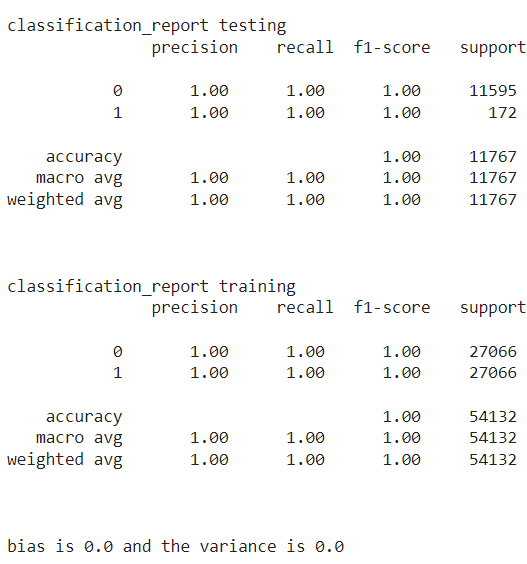 classification_report testing
precision recall f1-score support
0 1.00 1.00 1.00 11595
1 1.00 1.00 1.00 172
accuracy 1.00 11767
macro avg 1.00 1.00 1.00 11767
weighted avg 1.00 1.00 1.00 11767
classification_report training
precision recall f1-score support
0 1.00 1.00 1.00 27066
1 1.00 1.00 1.00 27066
accuracy 1.00 54132
macro avg 1.00 1.00 1.00 54132
weighted avg 1.00 1.00 1.00 54132
bias is 0.0 and the variance is 0.0